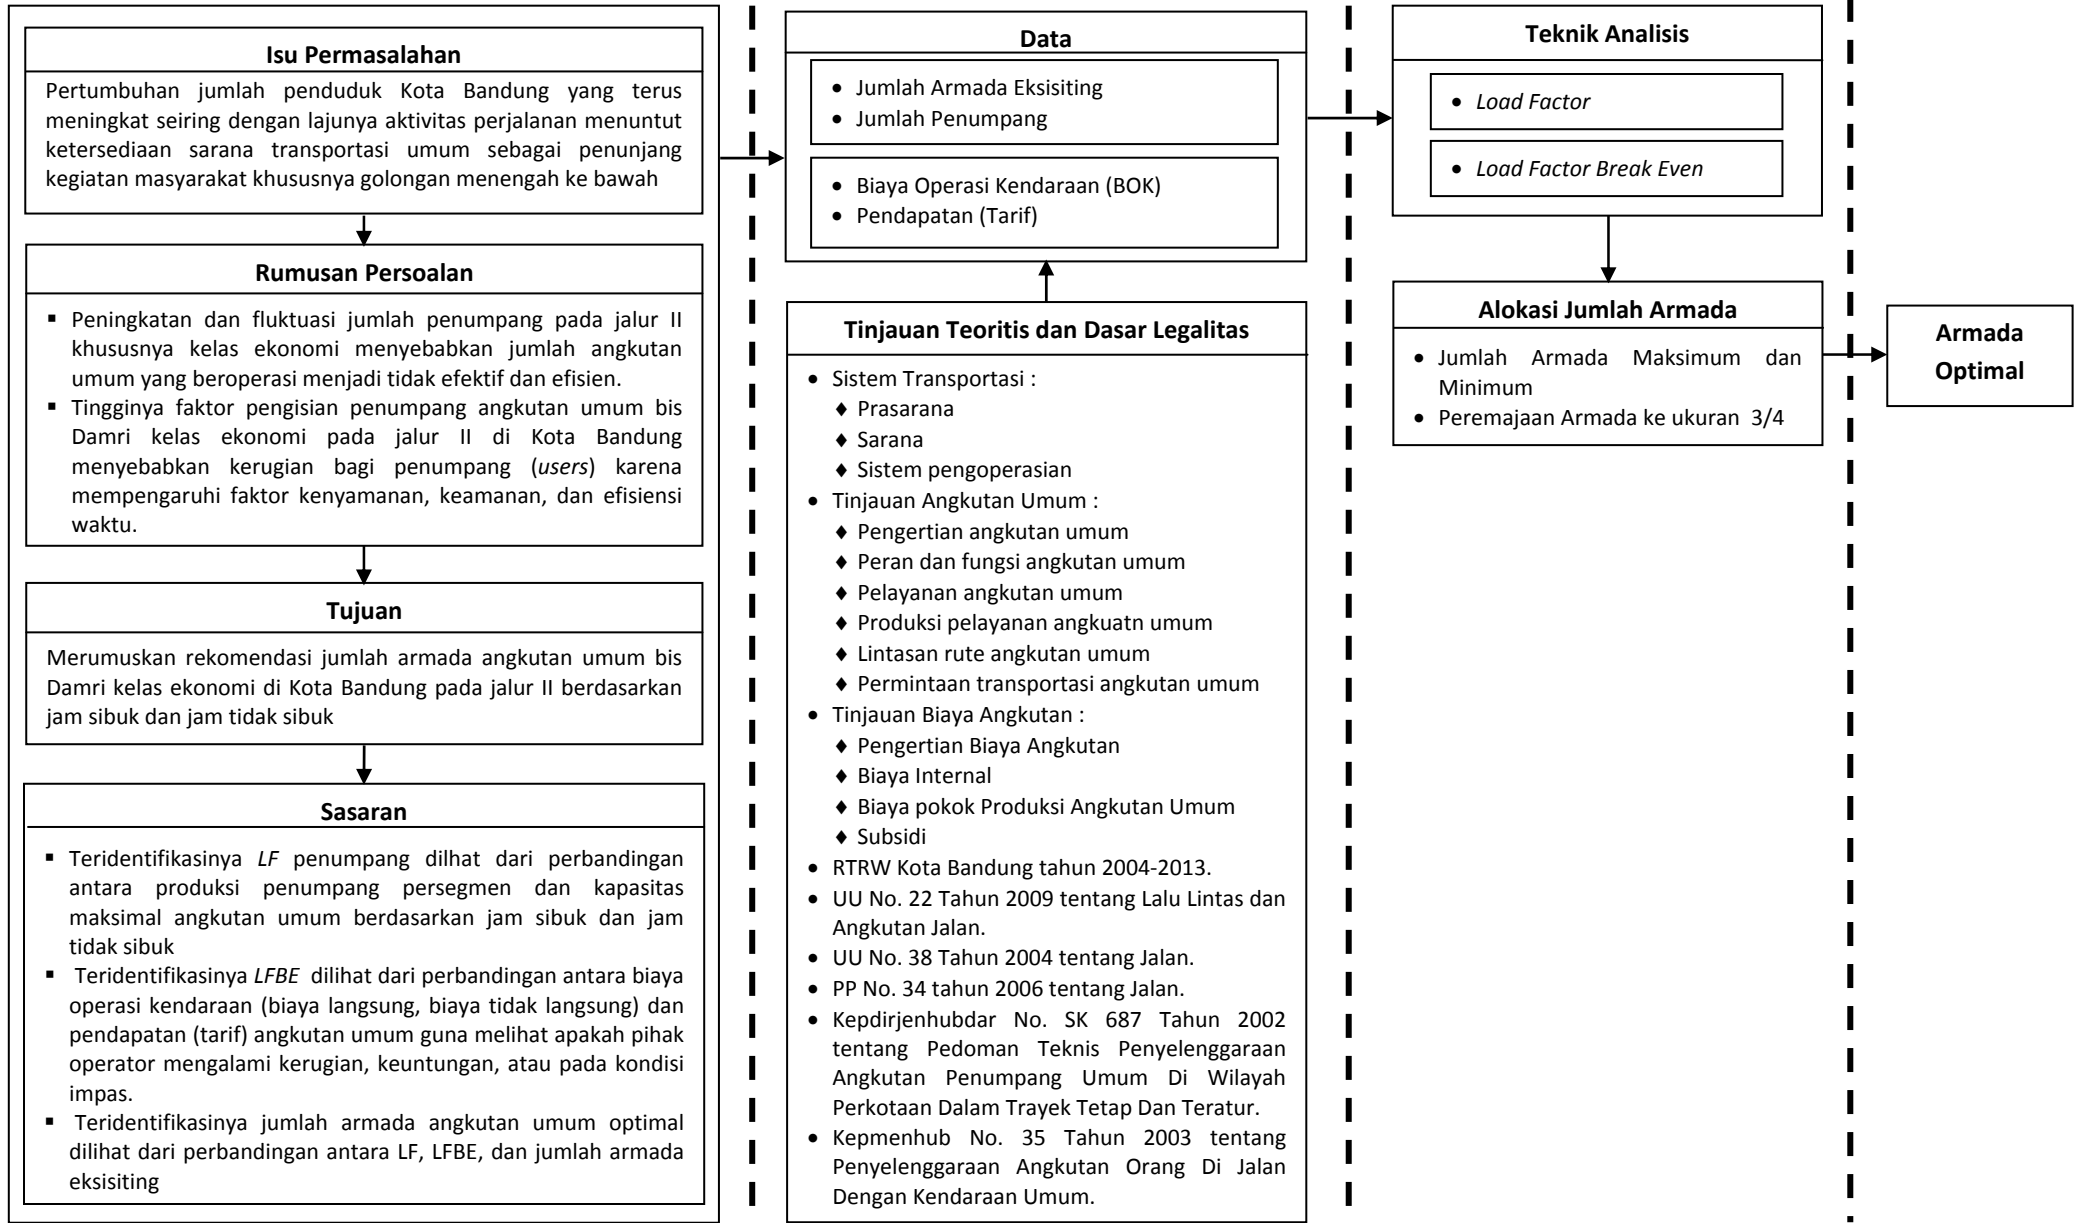 Isu Permasalahan
Pertumbuhan jumlah penduduk Kota Bandung yang terus
meningkat seiring dengan lajunya aktivitas perjalanan menuntut
ketersediaan sarana transportasi umum sebagai penunjang
kegiatan masyarakat khususnya golongan menengah ke bawah
Rumusan Persoalan
▪ Peningkatan dan fluktuasi jumlah penumpang pada jalur II
khususnya kelas ekonomi menyebabkan jumlah angkutan
umum yang beroperasi menjadi tidak efektif dan efisien.
▪ Tingginya faktor pengisian penumpang angkutan umum bis
Damri kelas ekonomi pada jalur II di Kota Bandung
menyebabkan kerugian bagi penumpang (users) karena
mempengaruhi faktor kenyamanan, keamanan, dan efisiensi
waktu.
Tujuan
Merumuskan rekomendasi jumlah armada angkutan umum bis
Damri kelas ekonomi di Kota Bandung pada jalur II berdasarkan
jam sibuk dan jam tidak sibuk
Sasaran
▪ Teridentifikasinya LF penumpang dilhat dari perbandingan
antara produksi penumpang persegmen dan kapasitas
maksimal angkutan umum berdasarkan jam sibuk dan jam
tidak sibuk
▪ Teridentifikasinya LFBE dilihat dari perbandingan antara biaya
operasi kendaraan (biaya langsung, biaya tidak langsung) dan
pendapatan (tarif) angkutan umum guna melihat apakah pihak
operator mengalami kerugian, keuntungan, atau pada kondisi
impas.
▪ Teridentifikasinya jumlah armada angkutan umum optimal
dilihat dari perbandingan antara LF, LFBE, dan jumlah armada
eksisiting
Data
• Jumlah Armada Eksisiting
• Jumlah Penumpang
• Biaya Operasi Kendaraan (BOK)
• Pendapatan (Tarif)
Tinjauan Teoritis dan Dasar Legalitas
• Sistem Transportasi :
♦ Prasarana
♦ Sarana
♦ Sistem pengoperasian
• Tinjauan Angkutan Umum :
♦ Pengertian angkutan umum
♦ Peran dan fungsi angkutan umum
♦ Pelayanan angkutan umum
♦ Produksi pelayanan angkuatn umum
♦ Lintasan rute angkutan umum
♦ Permintaan transportasi angkutan umum
• Tinjauan Biaya Angkutan :
♦ Pengertian Biaya Angkutan
♦ Biaya Internal
♦ Biaya pokok Produksi Angkutan Umum
♦ Subsidi
• RTRW Kota Bandung tahun 2004-2013.
• UU No. 22 Tahun 2009 tentang Lalu Lintas dan
Angkutan Jalan.
• UU No. 38 Tahun 2004 tentang Jalan.
• PP No. 34 tahun 2006 tentang Jalan.
• Kepdirjenhubdar No. SK 687 Tahun 2002
tentang Pedoman Teknis Penyelenggaraan
Angkutan Penumpang Umum Di Wilayah
Perkotaan Dalam Trayek Tetap Dan Teratur.
• Kepmenhub No. 35 Tahun 2003 tentang
Penyelenggaraan Angkutan Orang Di Jalan
Dengan Kendaraan Umum.
Teknik Analisis
• Load Factor
• Load Factor Break Even
Alokasi Jumlah Armada
• Jumlah Armada Maksimum dan
Minimum
• Peremajaan Armada ke ukuran 3/4
Armada
Optimal